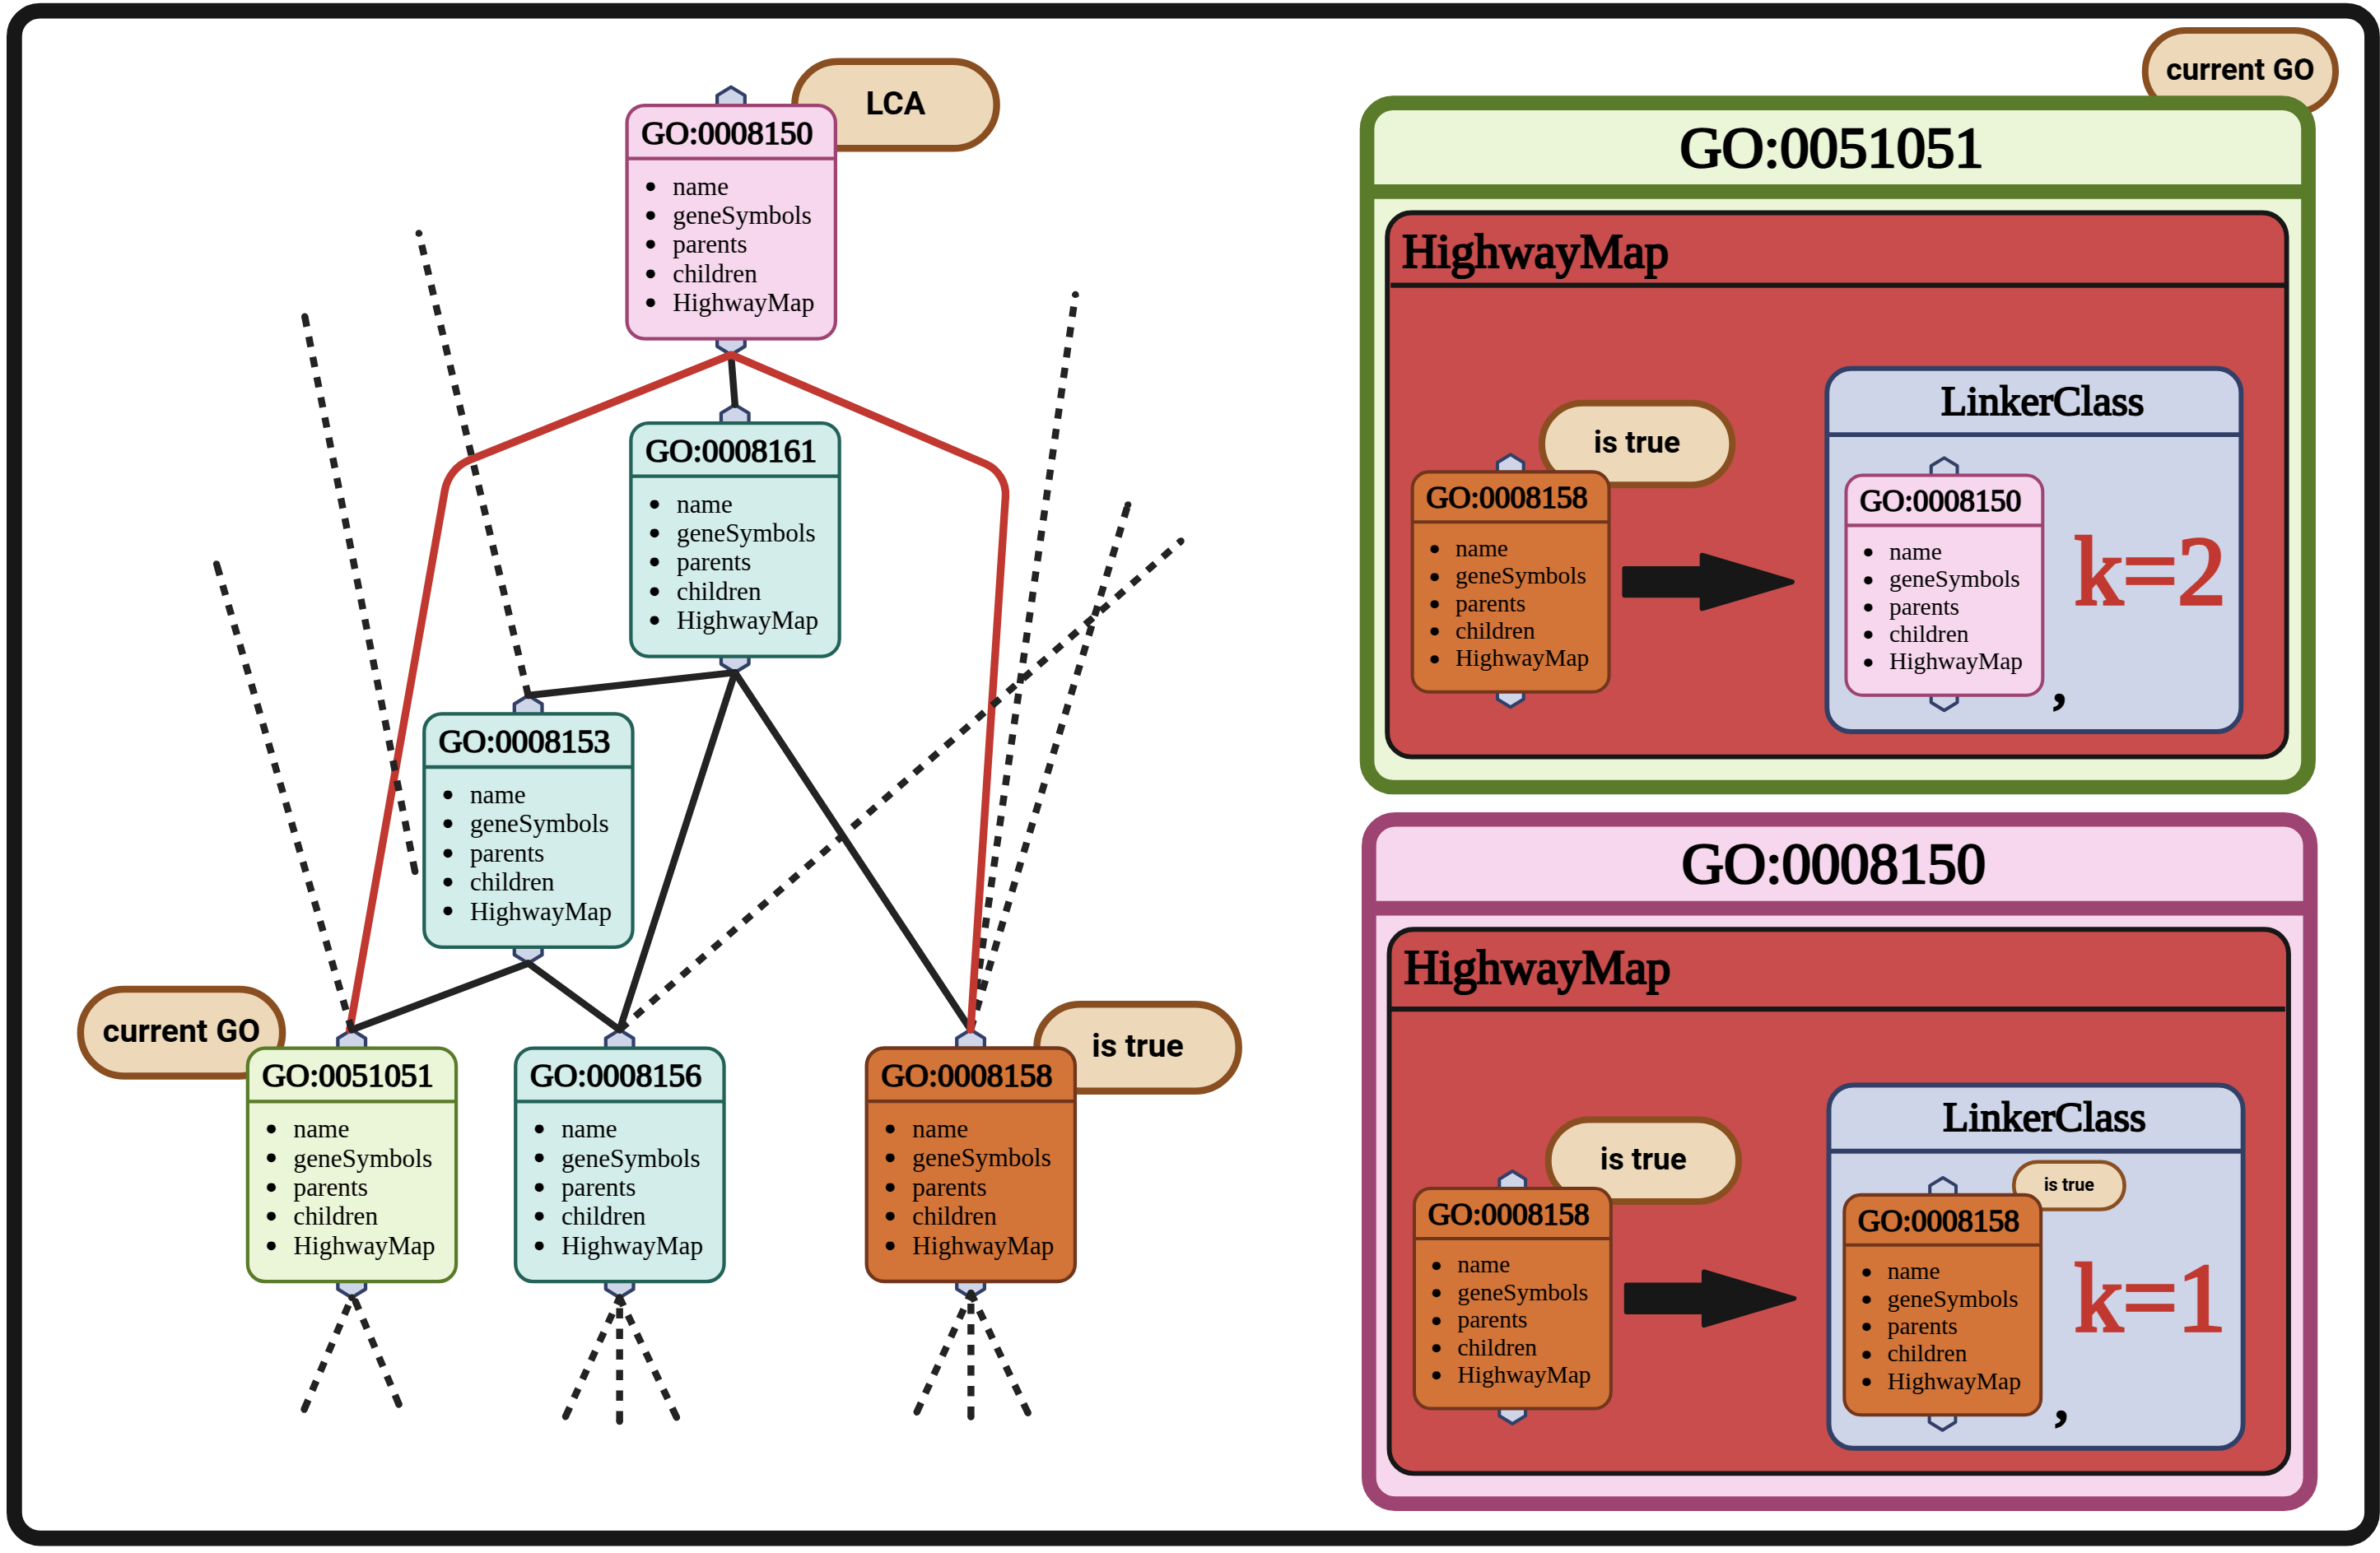 LCA
GO:0008150
• name
• geneSymbols
• parents
• children
• HighwayMap
GO:0008161
• name
• geneSymbols
• parents
• children
• HighwayMap
GO:0008153
• name
• geneSymbols
• parents
• children
• HighwayMap
current GO
GO:0051051
• name
• geneSymbols
• parents
• children
• HighwayMap
GO:0008156
• name
• geneSymbols
• parents
• children
• HighwayMap
is true
GO:0008158
• name
• geneSymbols
• parents
• children
• HighwayMap
current GO
GO:0051051
HighwayMap
is true
GO:0008158
• name
• geneSymbols
• parents
• children
• HighwayMap
LinkerClass
GO:0008150
• name
• geneSymbols
• parents
• children
• HighwayMap
,
k=2
GO:0008150
HighwayMap
is true
GO:0008158
• name
• geneSymbols
• parents
• children
• HighwayMap
LinkerClass
is true
GO:0008158
• name
• geneSymbols
• parents
• children
• HighwayMap
,
k=1